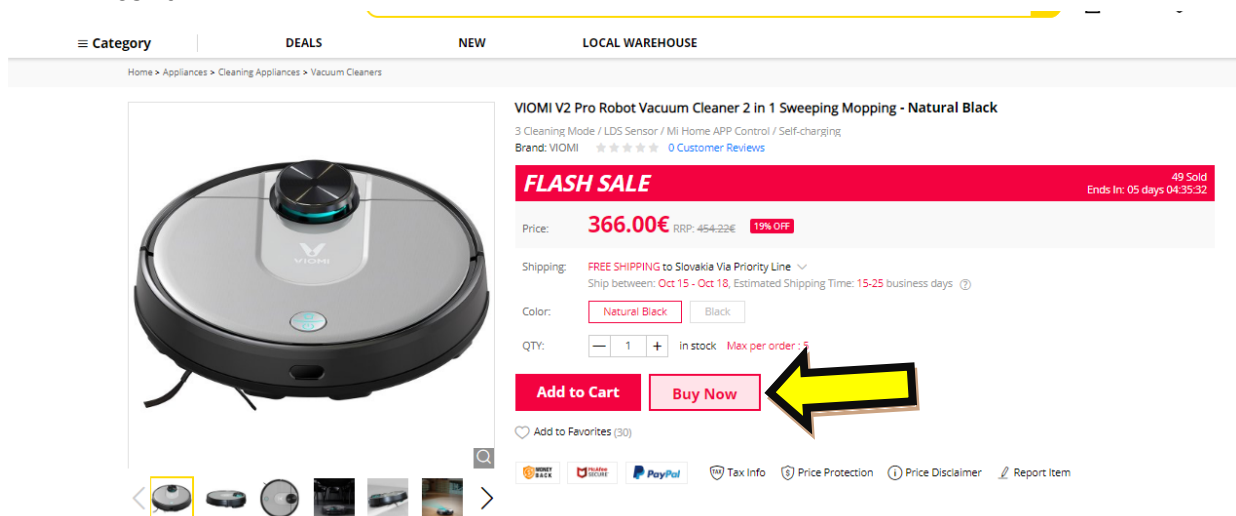 ≡ Category DEALS NEW LOCAL WAREHOUSE
Home > Appliances > Cleaning Appliances > Vacuum Cleaners
VIOMI V2 Pro Robot Vacuum Cleaner 2 in 1 Sweeping Mopping - Natural Black
3 Cleaning Mode / LDS Sensor / Mi Home APP Control / Self-charging
Brand: VIOMI 0 Customer Reviews
FLASH SALE
49 Sold
Ends In: 05 days 04:35:32
Price: 366.00€ RRP: 454.22€ 19% OFF
Shipping: FREE SHIPPING to Slovakia Via Priority Line
Ship between: Oct 15 - Oct 18, Estimated Shipping Time: 15-25 business days ?
Color: Natural Black Black
QTY: — 1 + in stock Max per order :
Add to Cart Buy Now
Add to Favorites (30)
VIOMI
MONEY BACK McAfee SECURE PayPal TAX Tax Info $ Price Protection i Price Disclaimer Report Item